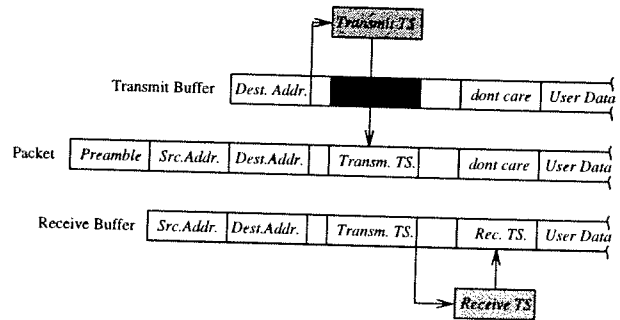 Transmit TS
Transmit Buffer Dest. Addr. dont care User Data
Packet Preamble Src.Addr. Dest.Addr. Transm. TS. dont care User Data
Receive Buffer Src.Addr. Dest.Addr. Transm. TS. Rec. TS. User Data
Receive TS